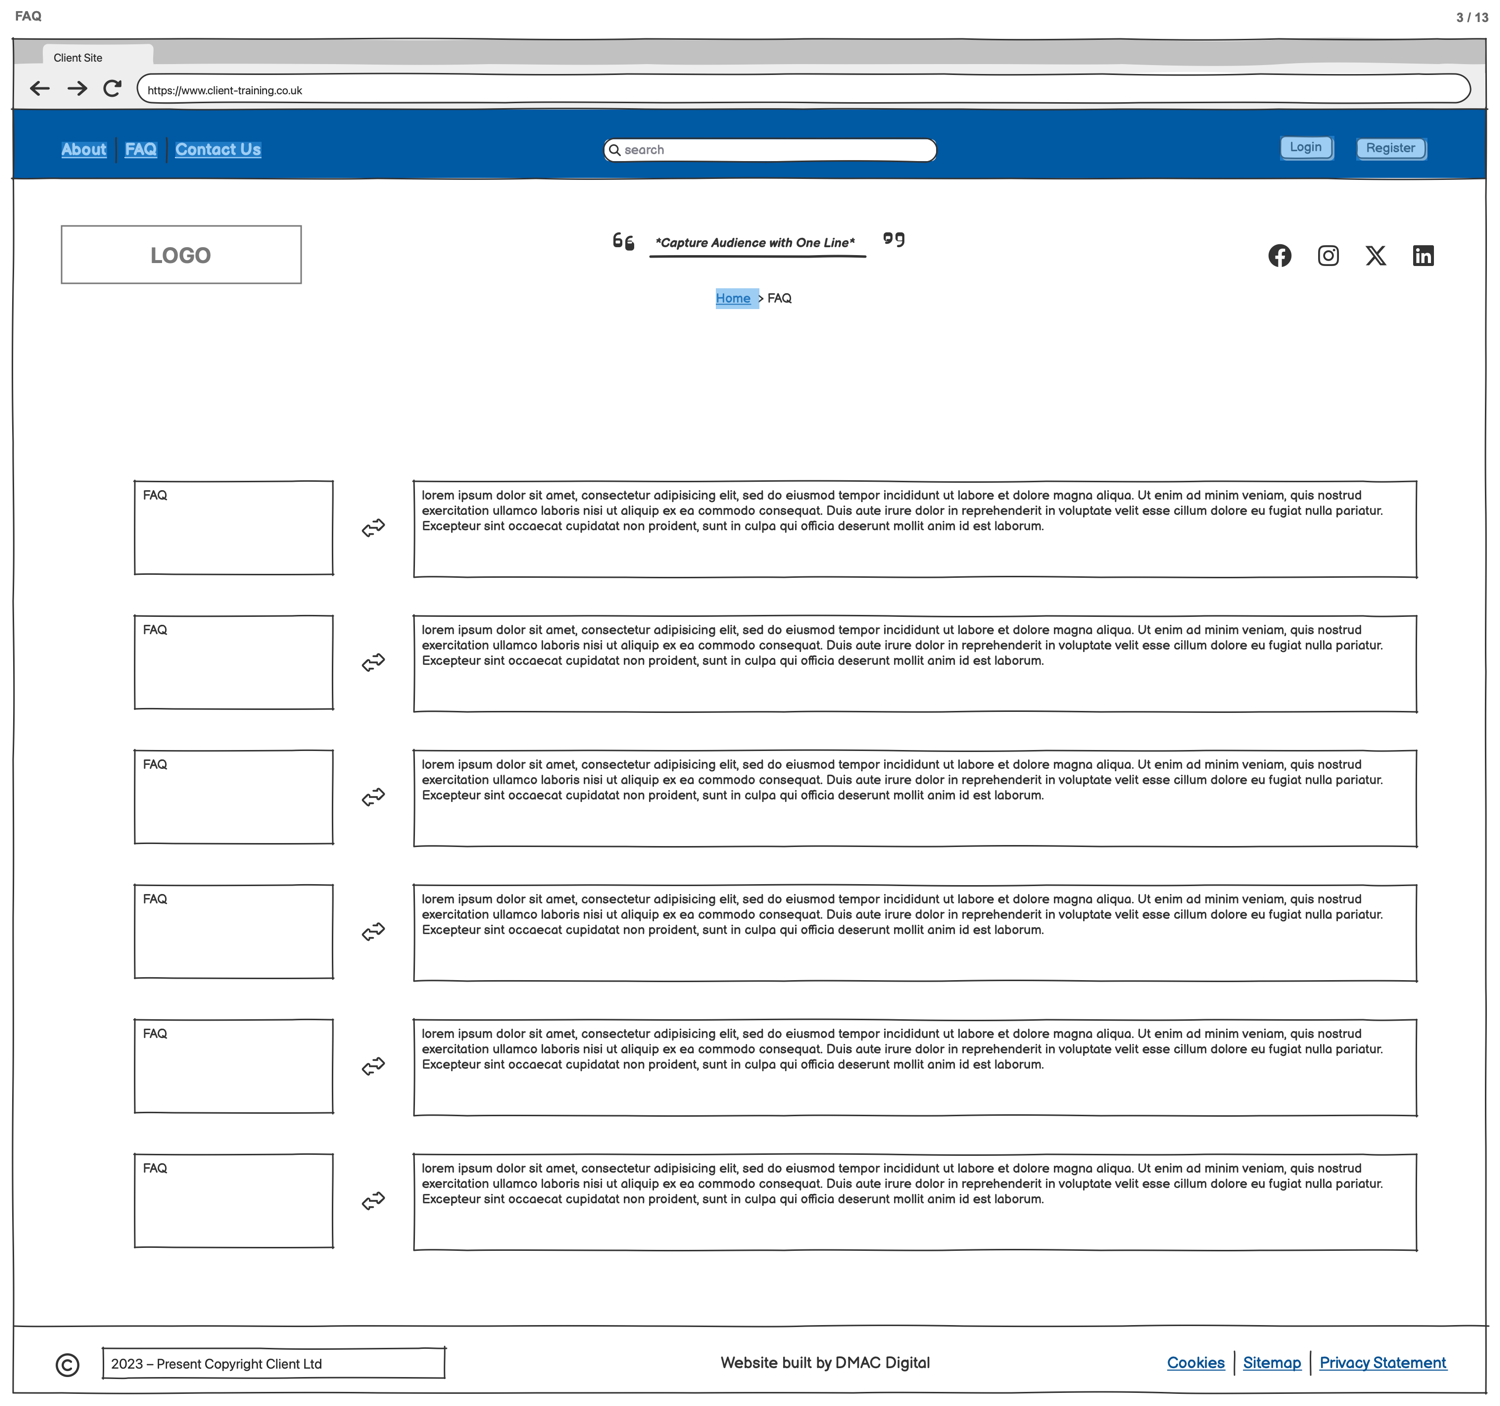 FAQ
3 / 13
Client Site
https://www.client-training.co.uk
About FAQ Contact Us
search
Login Register
LOGO
*Capture Audience with One Line*
Home > FAQ
FAQ
lorem ipsum dolor sit amet, consectetur adipisicing elit, sed do eiusmod tempor incididunt ut labore et dolore magna aliqua. Ut enim ad minim veniam, quis nostrud
exercitation ullamco laboris nisi ut aliquip ex ea commodo consequat. Duis aute irure dolor in reprehenderit in voluptate velit esse cillum dolore eu fugiat nulla pariatur.
Excepteur sint occaecat cupidatat non proident, sunt in culpa qui officia deserunt mollit anim id est laborum.
FAQ
lorem ipsum dolor sit amet, consectetur adipisicing elit, sed do eiusmod tempor incididunt ut labore et dolore magna aliqua. Ut enim ad minim veniam, quis nostrud
exercitation ullamco laboris nisi ut aliquip ex ea commodo consequat. Duis aute irure dolor in reprehenderit in voluptate velit esse cillum dolore eu fugiat nulla pariatur.
Excepteur sint occaecat cupidatat non proident, sunt in culpa qui officia deserunt mollit anim id est laborum.
FAQ
lorem ipsum dolor sit amet, consectetur adipisicing elit, sed do eiusmod tempor incididunt ut labore et dolore magna aliqua. Ut enim ad minim veniam, quis nostrud
exercitation ullamco laboris nisi ut aliquip ex ea commodo consequat. Duis aute irure dolor in reprehenderit in voluptate velit esse cillum dolore eu fugiat nulla pariatur.
Excepteur sint occaecat cupidatat non proident, sunt in culpa qui officia deserunt mollit anim id est laborum.
FAQ
lorem ipsum dolor sit amet, consectetur adipisicing elit, sed do eiusmod tempor incididunt ut labore et dolore magna aliqua. Ut enim ad minim veniam, quis nostrud
exercitation ullamco laboris nisi ut aliquip ex ea commodo consequat. Duis aute irure dolor in reprehenderit in voluptate velit esse cillum dolore eu fugiat nulla pariatur.
Excepteur sint occaecat cupidatat non proident, sunt in culpa qui officia deserunt mollit anim id est laborum.
FAQ
lorem ipsum dolor sit amet, consectetur adipisicing elit, sed do eiusmod tempor incididunt ut labore et dolore magna aliqua. Ut enim ad minim veniam, quis nostrud
exercitation ullamco laboris nisi ut aliquip ex ea commodo consequat. Duis aute irure dolor in reprehenderit in voluptate velit esse cillum dolore eu fugiat nulla pariatur.
Excepteur sint occaecat cupidatat non proident, sunt in culpa qui officia deserunt mollit anim id est laborum.
FAQ
lorem ipsum dolor sit amet, consectetur adipisicing elit, sed do eiusmod tempor incididunt ut labore et dolore magna aliqua. Ut enim ad minim veniam, quis nostrud
exercitation ullamco laboris nisi ut aliquip ex ea commodo consequat. Duis aute irure dolor in reprehenderit in voluptate velit esse cillum dolore eu fugiat nulla pariatur.
Excepteur sint occaecat cupidatat non proident, sunt in culpa qui officia deserunt mollit anim id est laborum.
© 2023 – Present Copyright Client Ltd
Website built by DMAC Digital
Cookies Sitemap Privacy Statement